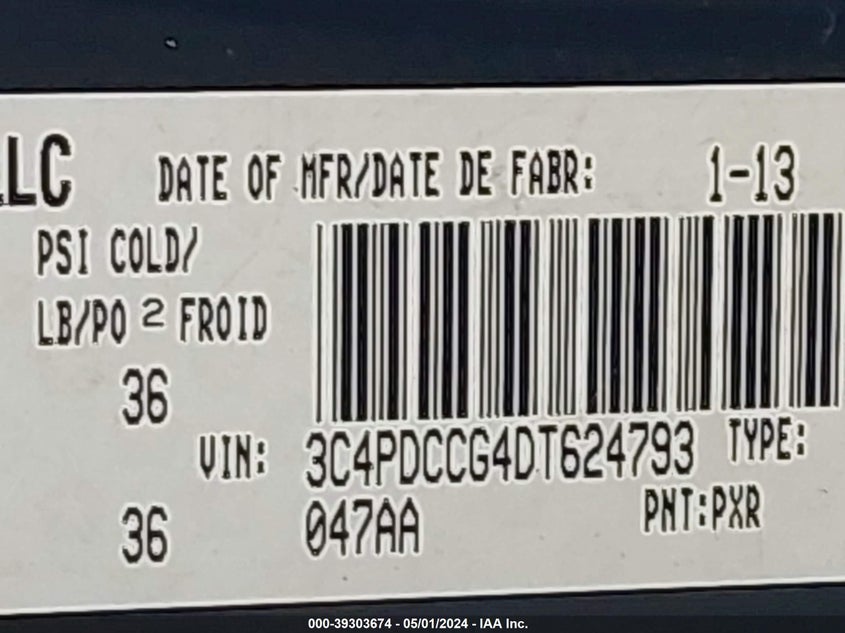 LLC DATE OF MFR/DATE DE FABR: 1-13
PSI COLD/
LB/PO 2 FROID
36
VIN: 3C4PDCCG4DT624793 TYPE:
36 047AA PNT:PXR
000-39303674 - 05/01/2024 - IAA Inc.